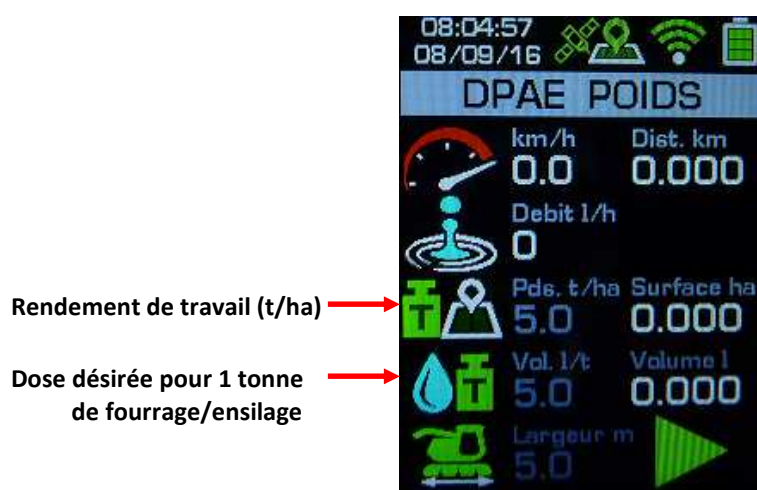 08:04:57
08/09/16
DPAE POIDS
km/h Dist. km
0.0 0.000
Debit l/h
0
Rendement de travail (t/ha)
T
Pds. t/ha Surface ha
5.0 0.000
Dose désirée pour 1 tonne
de fourrage/ensilage
T
Vol. l/t Volume l
5.0 0.000
Largeur m
5.0